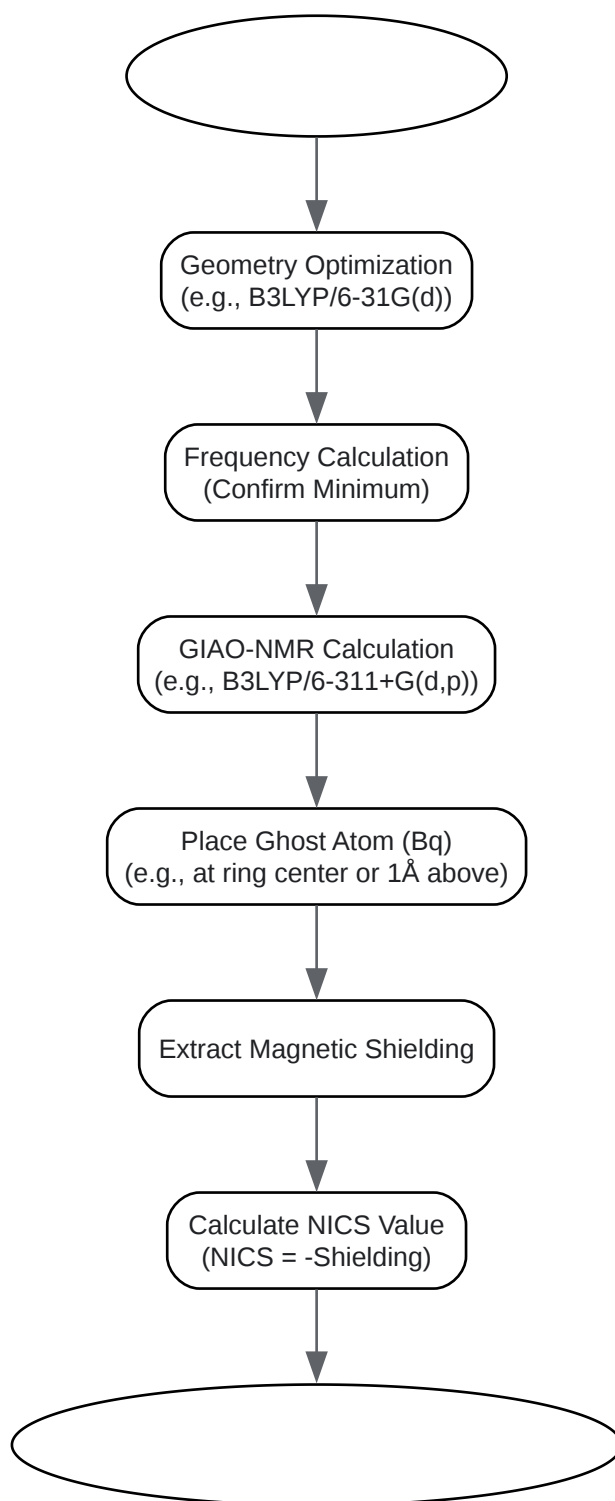 Geometry Optimization
(e.g., B3LYP/6-31G(d))
Frequency Calculation
(Confirm Minimum)
GIAO-NMR Calculation
(e.g., B3LYP/6-311+G(d,p))
Place Ghost Atom (Bq)
(e.g., at ring center or 1Å above)
Extract Magnetic Shielding
Calculate NICS Value
(NICS = -Shielding)